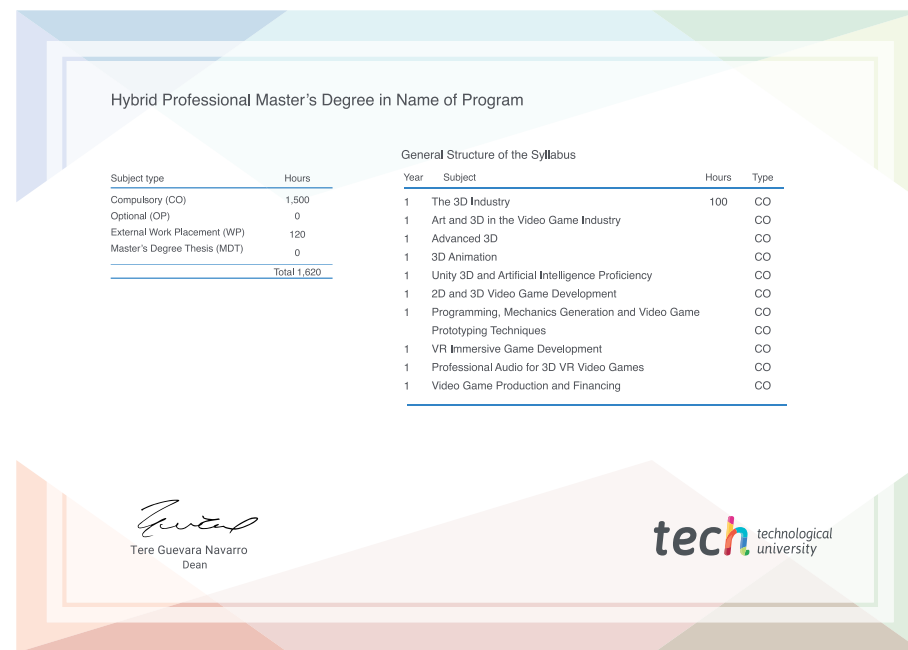 Hybrid Professional Master's Degree in Name of Program
General Structure of the Syllabus
Subject type Hours
Compulsory (CO) 1,500
Optional (OP) 0
External Work Placement (WP) 120
Master's Degree Thesis (MDT) 0
Total 1,620
Year Subject Hours Type
1 The 3D Industry 100 CO
1 Art and 3D in the Video Game Industry CO
1 Advanced 3D CO
1 3D Animation CO
1 Unity 3D and Artificial Intelligence Proficiency CO
1 2D and 3D Video Game Development CO
1 Programming, Mechanics Generation and Video Game CO
Prototyping Techniques CO
1 VR Immersive Game Development CO
1 Professional Audio for 3D VR Video Games CO
1 Video Game Production and Financing CO
Tere Guevara Navarro
Dean
tech technological
university